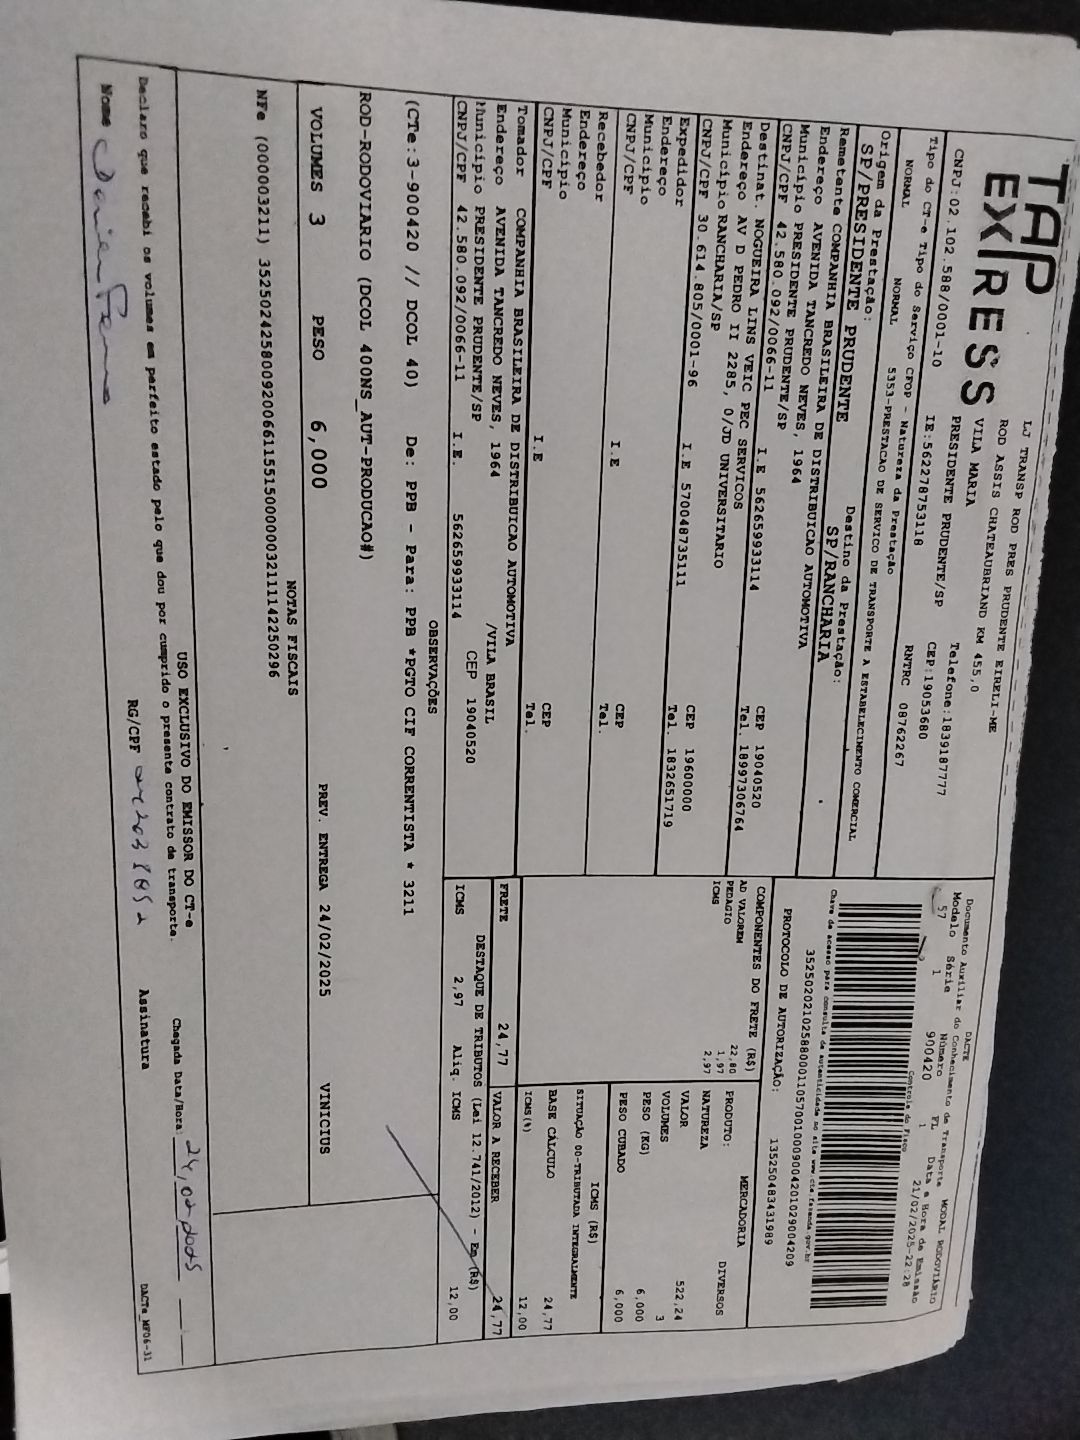 TAP
EXPRESS
LJ TRANSP ROD PRES PRUDENTE EIRELI-ME
ROD ASSIS CHATEAUBRIAND KM 455,0
VILA MARIA
PRESIDENTE PRUDENTE/SP Telefone:1839187777
CNPJ:02.102.588/0001-10 IE:562278753118 CEP:19053680
Tipo do CT-e Tipo do Serviço CFOP - Natureza da Prestação RNTRC 08762267
NORMAL NORMAL 5353-PRESTACAO DE SERVICO DE TRANSPORTE A ESTABELECIMENTO COMERCIAL
Origem da Prestação: Destino da Prestação:
SP/PRESIDENTE PRUDENTE SP/RANCHARIA
Remetente COMPANHIA BRASILEIRA DE DISTRIBUICAO AUTOMOTIVA
Endereço AVENIDA TANCREDO NEVES, 1964
Município PRESIDENTE PRUDENTE/SP CEP 19040520
CNPJ/CPF 42.580.092/0066-11 I.E 562659933114 Tel. 18997306764
Destinat. NOGUEIRA LINS VEIC PEC SERVICOS
Endereço AV D PEDRO II 2285, 0/JD UNIVERSITARIO
Município RANCHARIA/SP CEP 19600000
CNPJ/CPF 30.614.805/0001-96 I.E 570048735111 Tel. 1832651719
Expedidor
Endereço
Município CEP
CNPJ/CPF I.E Tel.
Recebedor
Endereço
Município CEP
CNPJ/CPF I.E Tel.
Tomador COMPANHIA BRASILEIRA DE DISTRIBUICAO AUTOMOTIVA
Endereço AVENIDA TANCREDO NEVES, 1964 /VILA BRASIL
Município PRESIDENTE PRUDENTE/SP CEP 19040520
CNPJ/CPF 42.580.092/0066-11 I.E. 562659933114
DACTE
Documento Auxiliar do Conhecimento de Transporte MODAL RODOVIÁRIO
Modelo Série Número FL Data e Hora de Emissão
57 1 900420 1 21/02/2025-22:28
Controle do Fisco
Chave de acesso para consulta de autenticidade no site www.cte.fazenda.gov.br
35250202102588000110570010009004201029004209
PROTOCOLO DE AUTORIZAÇÃO: 135250483431989
COMPONENTES DO FRETE (R$)
AD VALOREM 22,80
PEDAGIO 1,97
ICMS 2,97
PRODUTO: MERCADORIA
NATUREZA DIVERSOS
VALOR 522,24
VOLUMES 3
PESO (KG) 6,000
PESO CUBADO 6,000
ICMS (R$)
SITUAÇÃO 00-TRIBUTADA INTEGRALMENTE
BASE CÁLCULO 24,77
ICMS(%) 12,00
FRETE 24,77 VALOR A RECEBER 24,77
DESTAQUE DE TRIBUTOS (Lei 12.741/2012) - Em (R$)
ICMS 2,97 Aliq. ICMS 12,00
OBSERVAÇÕES
(CTe:3-900420 // DCOL 40) De: PPB - Para: PPB *PGTO CIF CORRENTISTA * 3211
ROD-RODOVIARIO (DCOL 400NS_AUT-PRODUCAO#)
VOLUMES 3 PESO 6,000 PREV. ENTREGA 24/02/2025 VINICIUS
NOTAS FISCAIS
NFe (000003211) 35250242580092006611551500000032111142250296
USO EXCLUSIVO DO EMISSOR DO CT-e
Declaro que recebi os volumes em perfeito estado pelo que dou por cumprido o presente contrato de transporte. Chegada Data/Hora: 24/02/2025
Nome RG/CPF Assinatura
DACTe_MF06-31